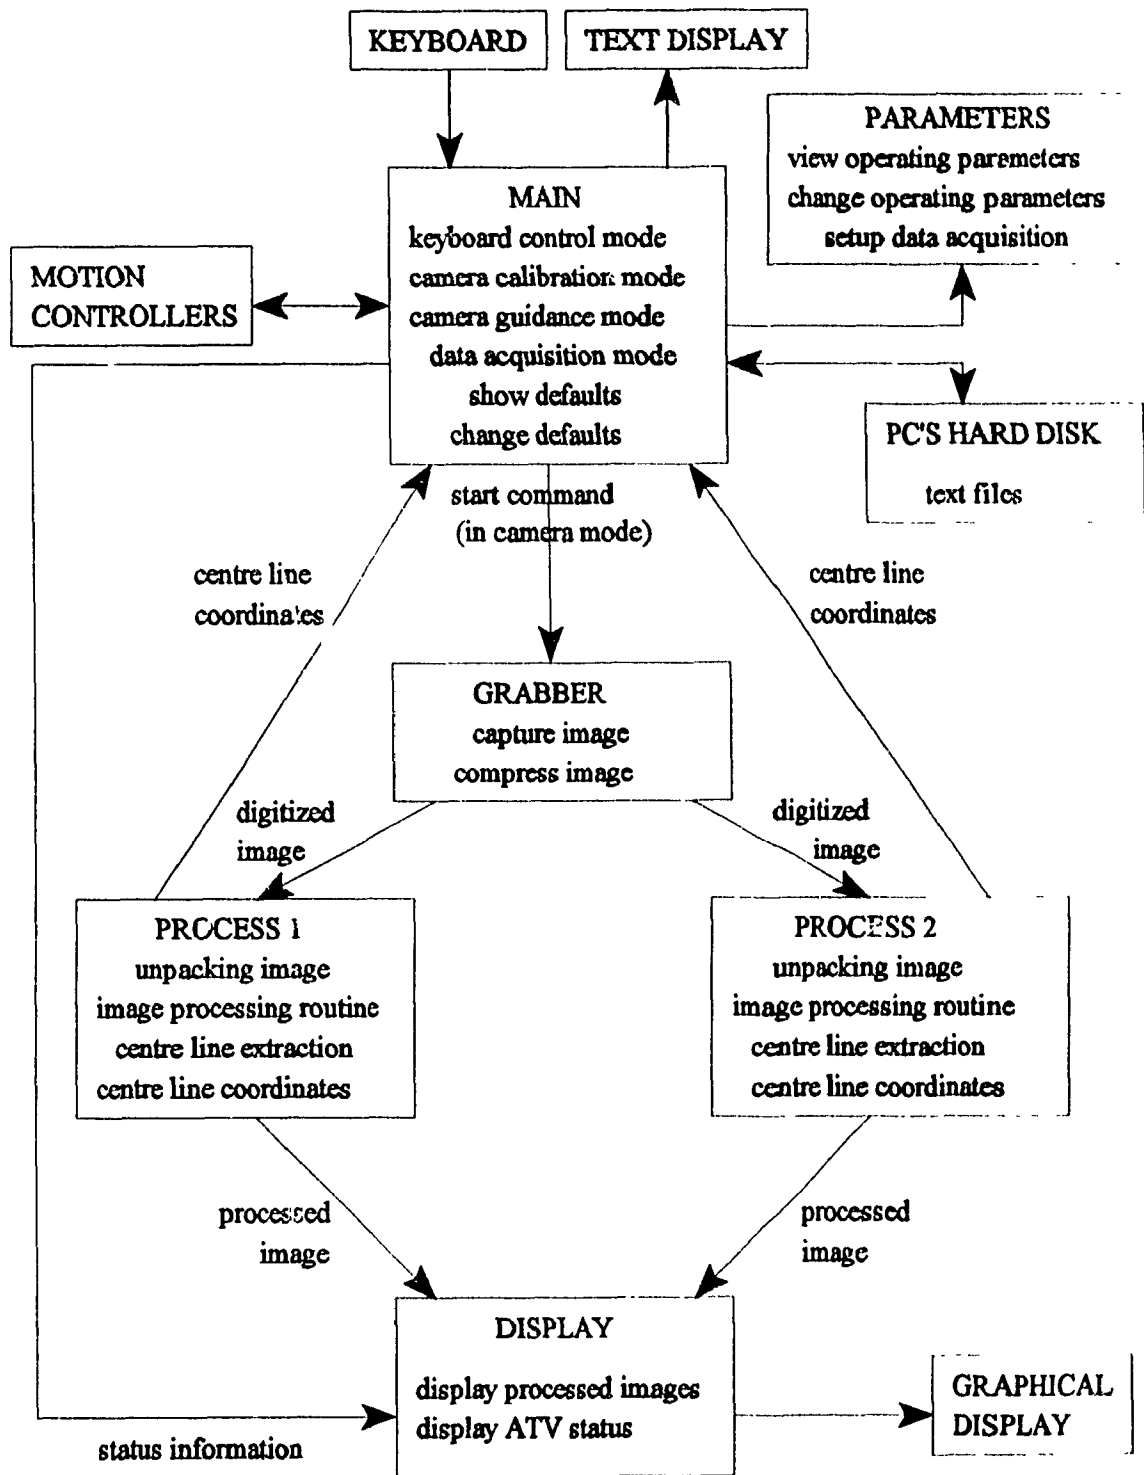 KEYBOARD
TEXT DISPLAY
PARAMETERS
view operating parameters
change operating parameters
setup data acquisition
MAIN
keyboard control mode
camera calibration mode
camera guidance mode
data acquisition mode
show defaults
change defaults
MOTION
CONTROLLERS
PC'S HARD DISK
text files
start command
(in camera mode)
centre line
coordinates
centre line
coordinates
GRABBER
capture image
compress image
digitized
image
digitized
image
PROCESS 1
unpacking image
image processing routine
centre line extraction
centre line coordinates
PROCESS 2
unpacking image
image processing routine
centre line extraction
centre line coordinates
processed
image
processed
image
DISPLAY
display processed images
display ATV status
GRAPHICAL
DISPLAY
status information